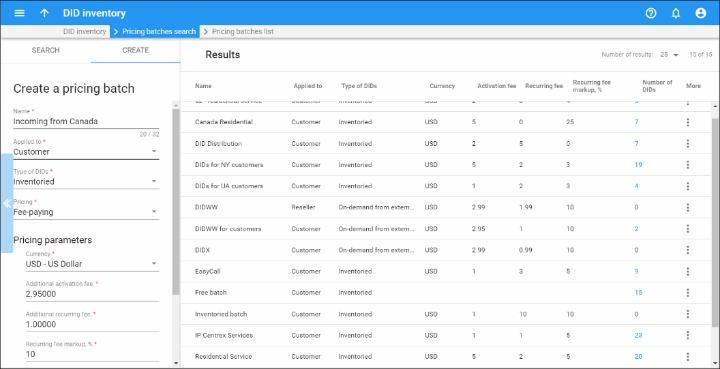 DID inventory
DID inventory Pricing batches search Pricing batches list
SEARCH CREATE
Create a pricing batch
Name *
Incoming from Canada
20 / 32
Applied to *
Customer
Type of DIDs *
Inventoried
Pricing *
Fee-paying
Pricing parameters
Currency *
USD - US Dollar
Additional activation fee, *
2.95000
Additional recurring fee, *
1.00000
Recurring fee markup, % *
10
Results
Number of results: 25 15 of 15
Name Applied to Type of DIDs Currency Activation fee Recurring fee Recurring fee markup, % Number of DIDs More
Canada Residential Customer Inventoried USD 5 0 25 7
DID Distribution Customer Inventoried USD 2 5 0 7
DIDs for NY customers Customer Inventoried USD 5 2 3 19
DIDs for UA customers Customer Inventoried USD 1 2 3 4
DIDWW Reseller On-demand from extern... USD 2.99 1.99 10 0
DIDWW for customers Customer On-demand from extern... USD 2.95 1 10 2
DIDX Customer On-demand from extern... USD 2.99 0.99 10 0
EasyCall Customer Inventoried USD 1 3 5 9
Free batch Customer Inventoried 15
Inventoried batch Customer Inventoried USD 1 10 10 0
IP Centrex Services Customer Inventoried USD 1 1 5 23
Residential Service Customer Inventoried USD 5 2 5 20